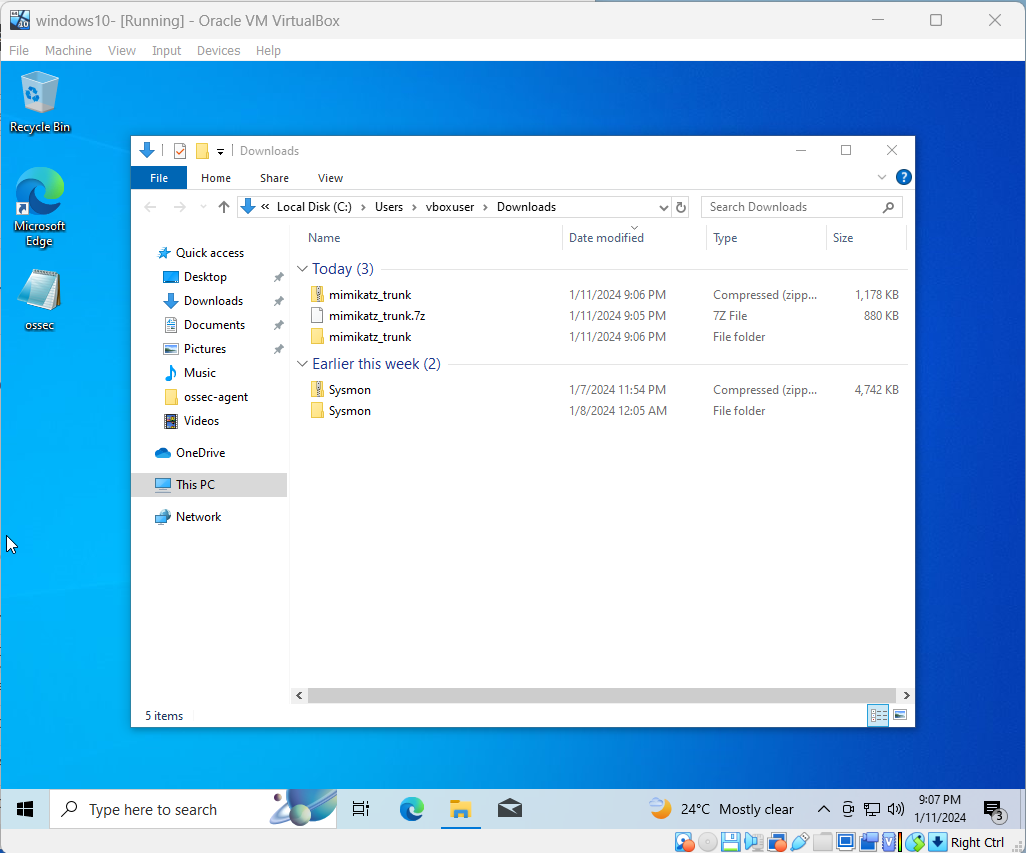 windows10- [Running] - Oracle VM VirtualBox
File Machine View Input Devices Help
Recycle Bin
Microsoft
Edge
ossec
Downloads
File Home Share View
« Local Disk (C:) > Users > vboxuser > Downloads
Search Downloads
Name Date modified Type Size
Quick access
Desktop
Downloads
Documents
Pictures
Music
ossec-agent
Videos
OneDrive
This PC
Network
Today (3)
mimikatz_trunk 1/11/2024 9:06 PM Compressed (zipp... 1,178 KB
mimikatz_trunk.7z 1/11/2024 9:05 PM 7Z File 880 KB
mimikatz_trunk 1/11/2024 9:06 PM File folder
Earlier this week (2)
Sysmon 1/7/2024 11:54 PM Compressed (zipp... 4,742 KB
Sysmon 1/8/2024 12:05 AM File folder
5 items
Type here to search
24°C Mostly clear
9:07 PM
1/11/2024
3
Right Ctrl